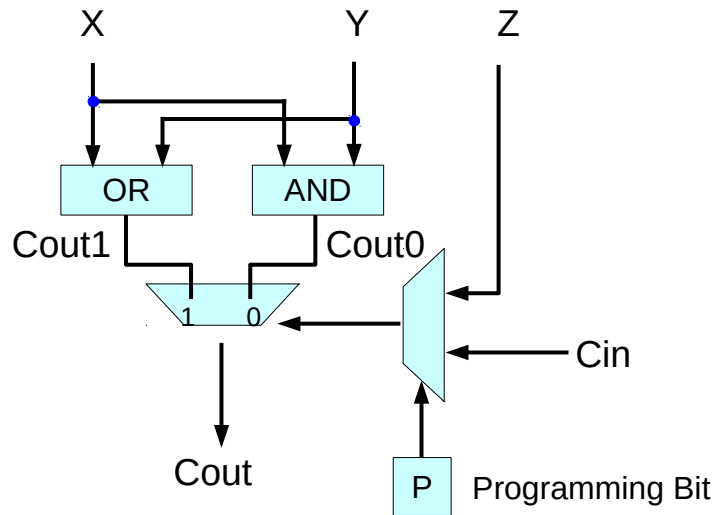 X Y Z
OR AND
Cout1 Cout0
1 0
Cin
Cout
P Programming Bit